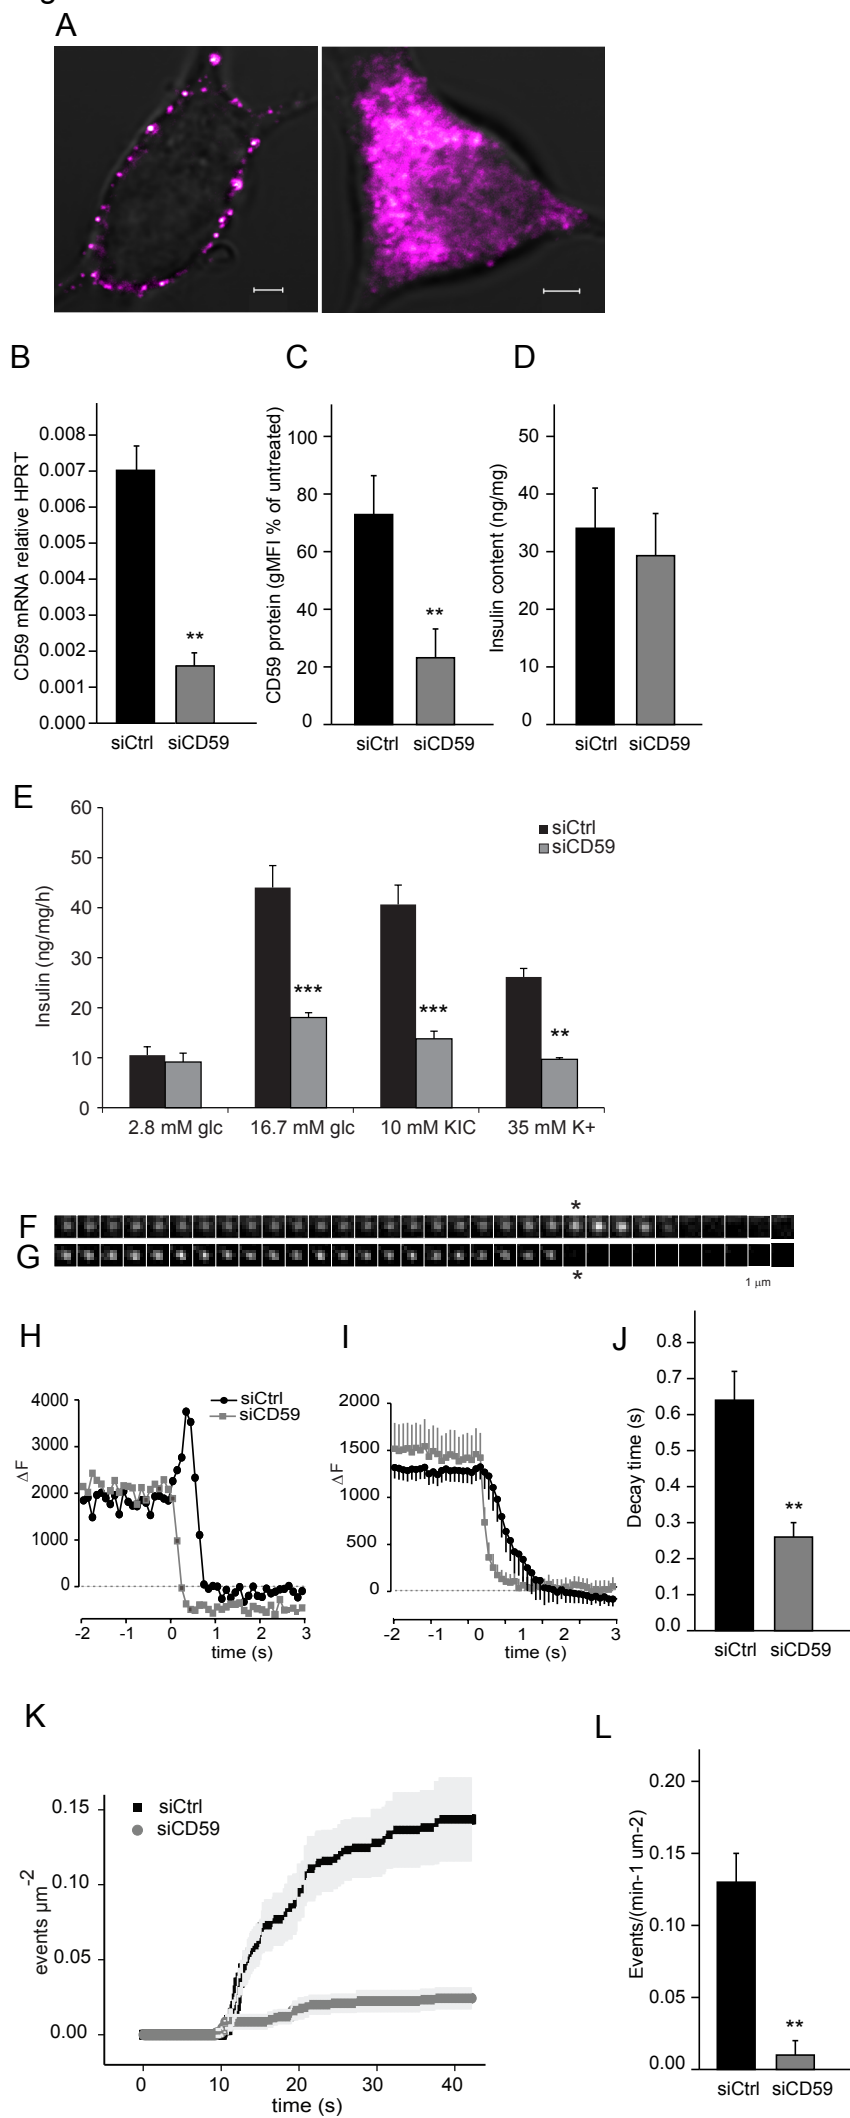 A
B
C
D
CD59 mRNA relative HPRT
0.008
0.007
0.006
0.005
0.004
0.003
0.002
0.001
0.000
**
siCtrl siCD59
CD59 protein (gMFI % of untreated)
100
80
60
40
20
0
**
siCtrl siCD59
Insulin content (ng/mg)
50
40
30
20
10
0
siCtrl siCD59
E
Insulin (ng/mg/h)
60
50
40
30
20
10
0
siCtrl
siCD59
***
***
**
2.8 mM glc 16.7 mM glc 10 mM KIC 35 mM K+
*
F
G
*
1 μm
H
ΔF
4000
3000
2000
1000
0
siCtrl
siCD59
-2 -1 0 1 2 3
time (s)
I
ΔF
2000
1500
1000
500
0
-2 -1 0 1 2 3
time (s)
J
Decay time (s)
0.8
0.7
0.6
0.5
0.4
0.3
0.2
0.1
0.0
**
siCtrl siCD59
K
events μm-2
0.15
0.10
0.05
0.00
siCtrl
siCD59
0 10 20 30 40
time (s)
L
Events/(min-1 um-2)
0.20
0.15
0.10
0.05
0.00
**
siCtrl siCD59